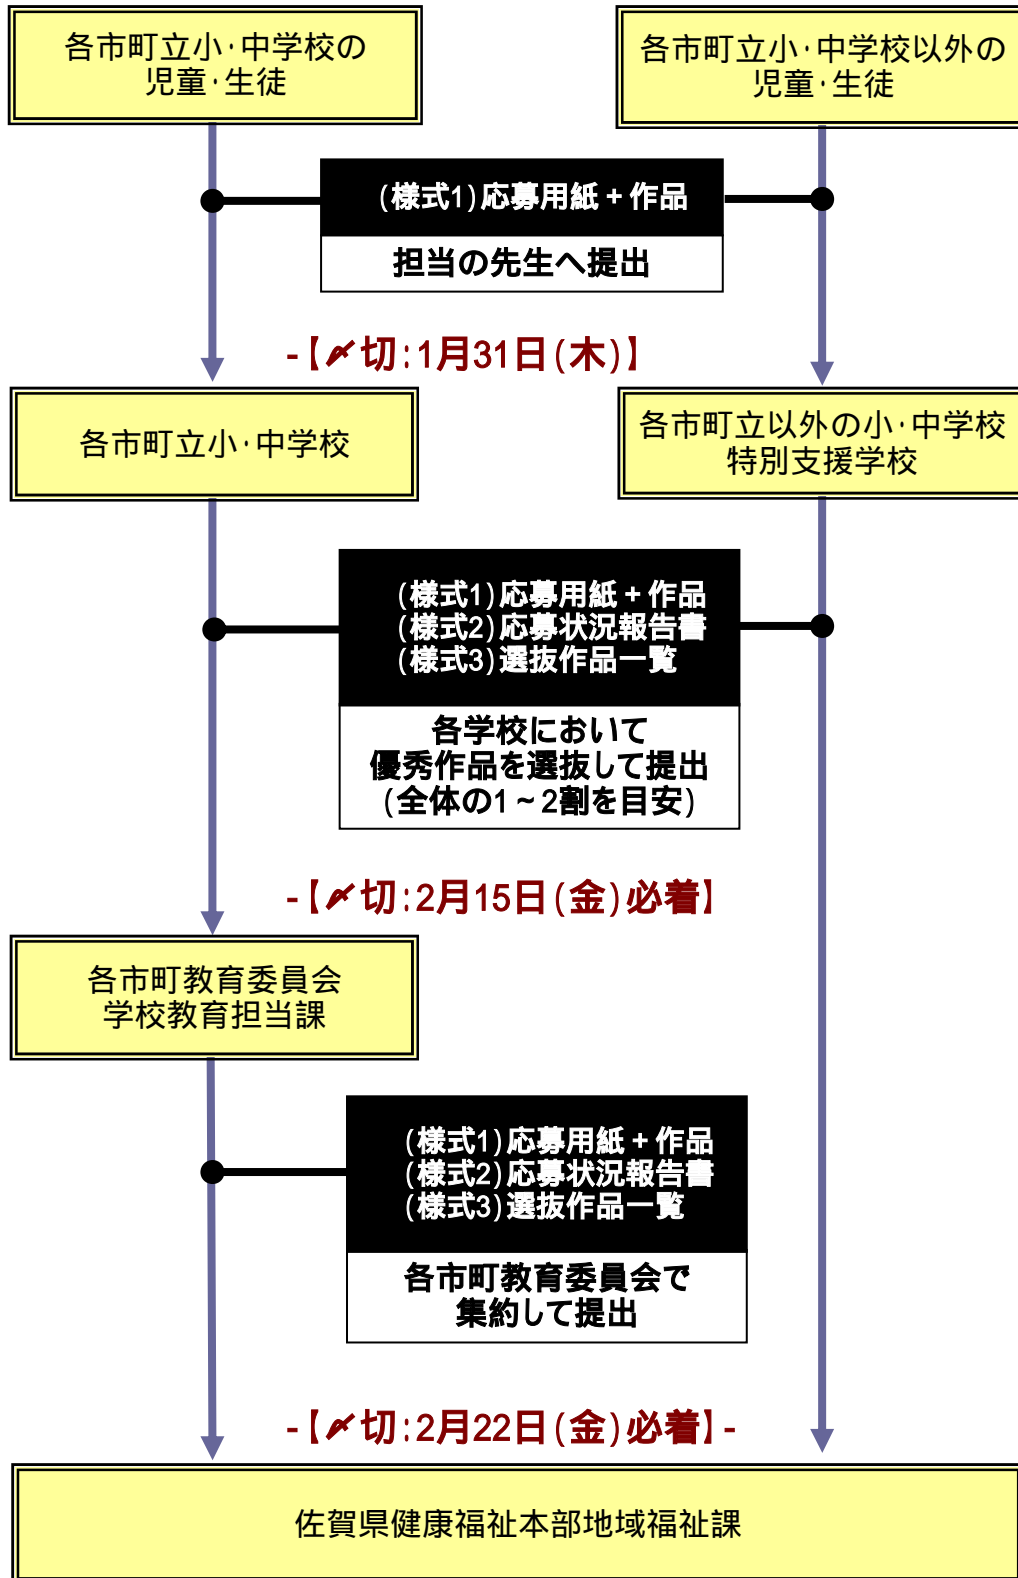 各市町立小・中学校の
児童・生徒
各市町立小・中学校以外の
児童・生徒
(様式1)応募用紙+作品
担当の先生へ提出
-【〆切:1月31日(木)】
各市町立小・中学校
各市町立以外の小・中学校
特別支援学校
(様式1)応募用紙+作品
(様式2)応募状況報告書
(様式3)選抜作品一覧
各学校において
優秀作品を選抜して提出
(全体の1~2割を目安)
-【〆切:2月15日(金)必着】
各市町教育委員会
学校教育担当課
(様式1)応募用紙+作品
(様式2)応募状況報告書
(様式3)選抜作品一覧
各市町教育委員会で
集約して提出
-【〆切:2月22日(金)必着】-
佐賀県健康福祉本部地域福祉課